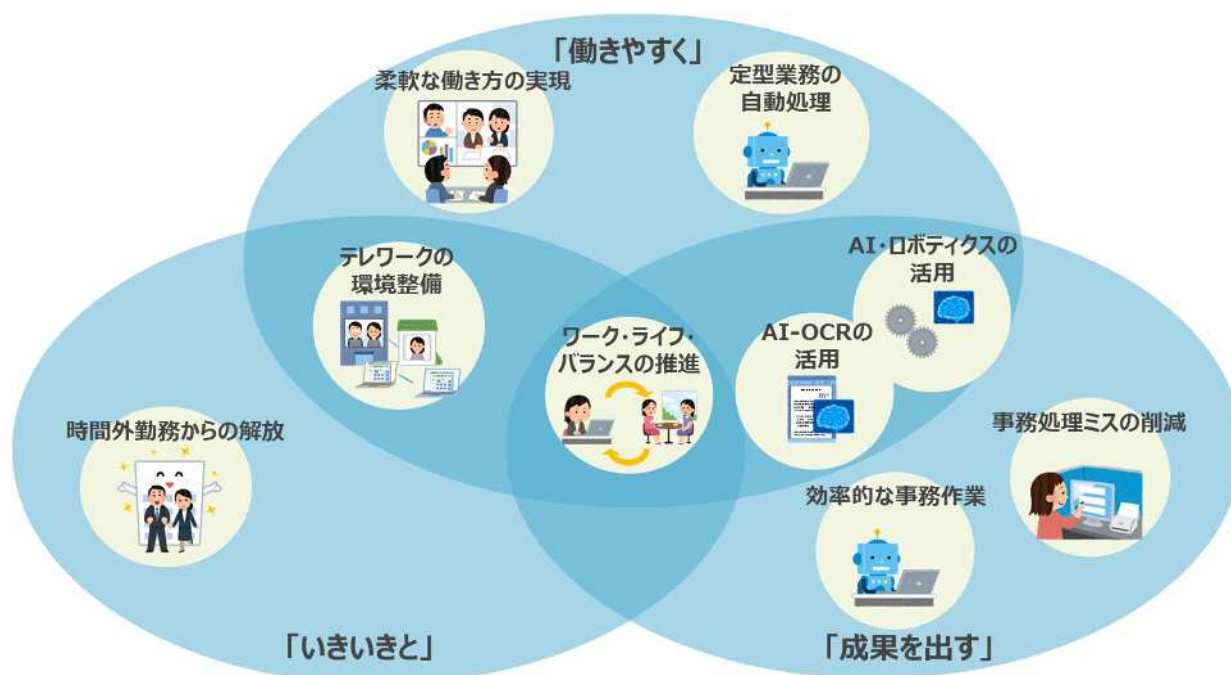 「働きやすく」
柔軟な働き方の実現
定型業務の
自動処理
テレワークの
環境整備
AI・ロボティクスの
活用
ワーク・ライフ・
バランスの推進
AI-OCRの
活用
時間外勤務からの解放
事務処理ミスの削減
効率的な事務作業
「いきいきと」
「成果を出す」